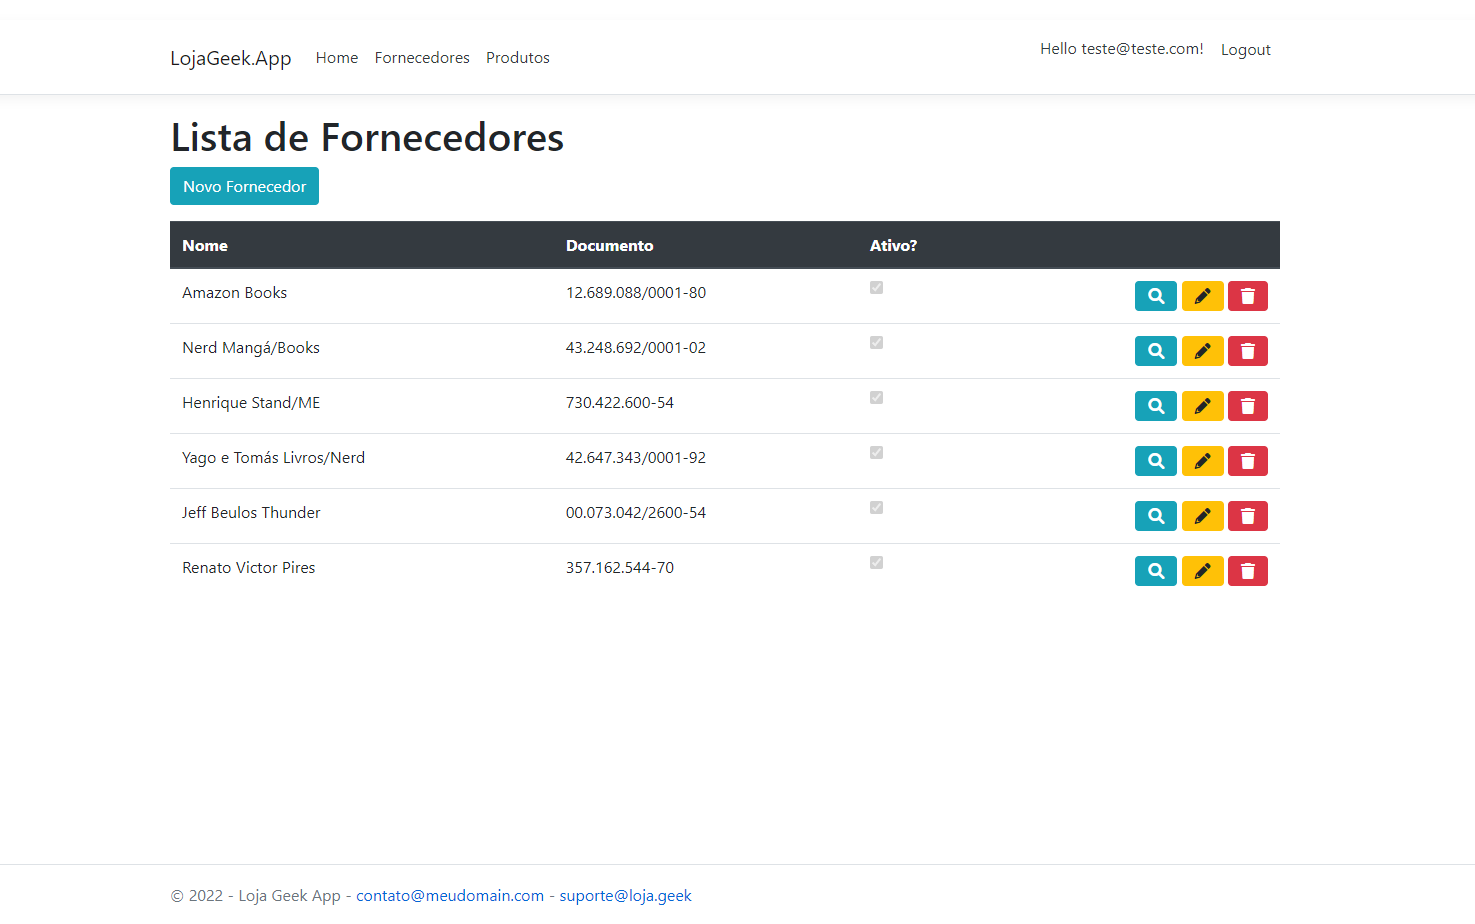 LojaGeek.App Home Fornecedores Produtos Hello teste@teste.com! Logout
Lista de Fornecedores
Novo Fornecedor
Nome Documento Ativo?
Amazon Books 12.689.088/0001-80
Nerd Mangá/Books 43.248.692/0001-02
Henrique Stand/ME 730.422.600-54
Yago e Tomás Livros/Nerd 42.647.343/0001-92
Jeff Beulos Thunder 00.073.042/2600-54
Renato Victor Pires 357.162.544-70
© 2022 - Loja Geek App - contato@meudomain.com - suporte@loja.geek